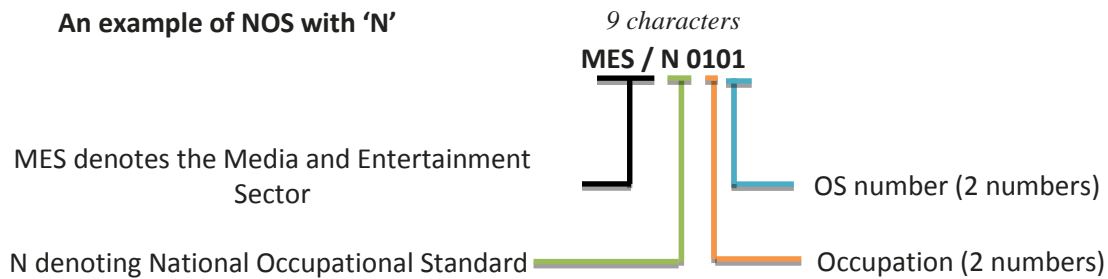 An example of NOS with ‘N’
9 characters
MES / N 0101
MES denotes the Media and Entertainment
Sector
OS number (2 numbers)
N denoting National Occupational Standard
Occupation (2 numbers)